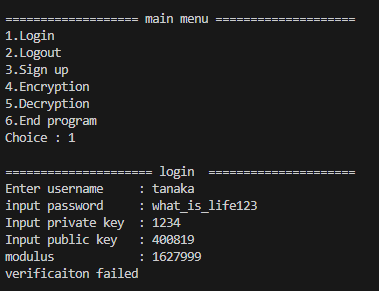 =================== main menu ===================
1.Login
2.Logout
3.Sign up
4.Encryption
5.Decryption
6.End program
Choice : 1
===================== login  =====================
Enter username     : tanaka
input password     : what_is_life123
Input private key  : 1234
Input public key   : 400819
modulus            : 1627999
verificaiton failed